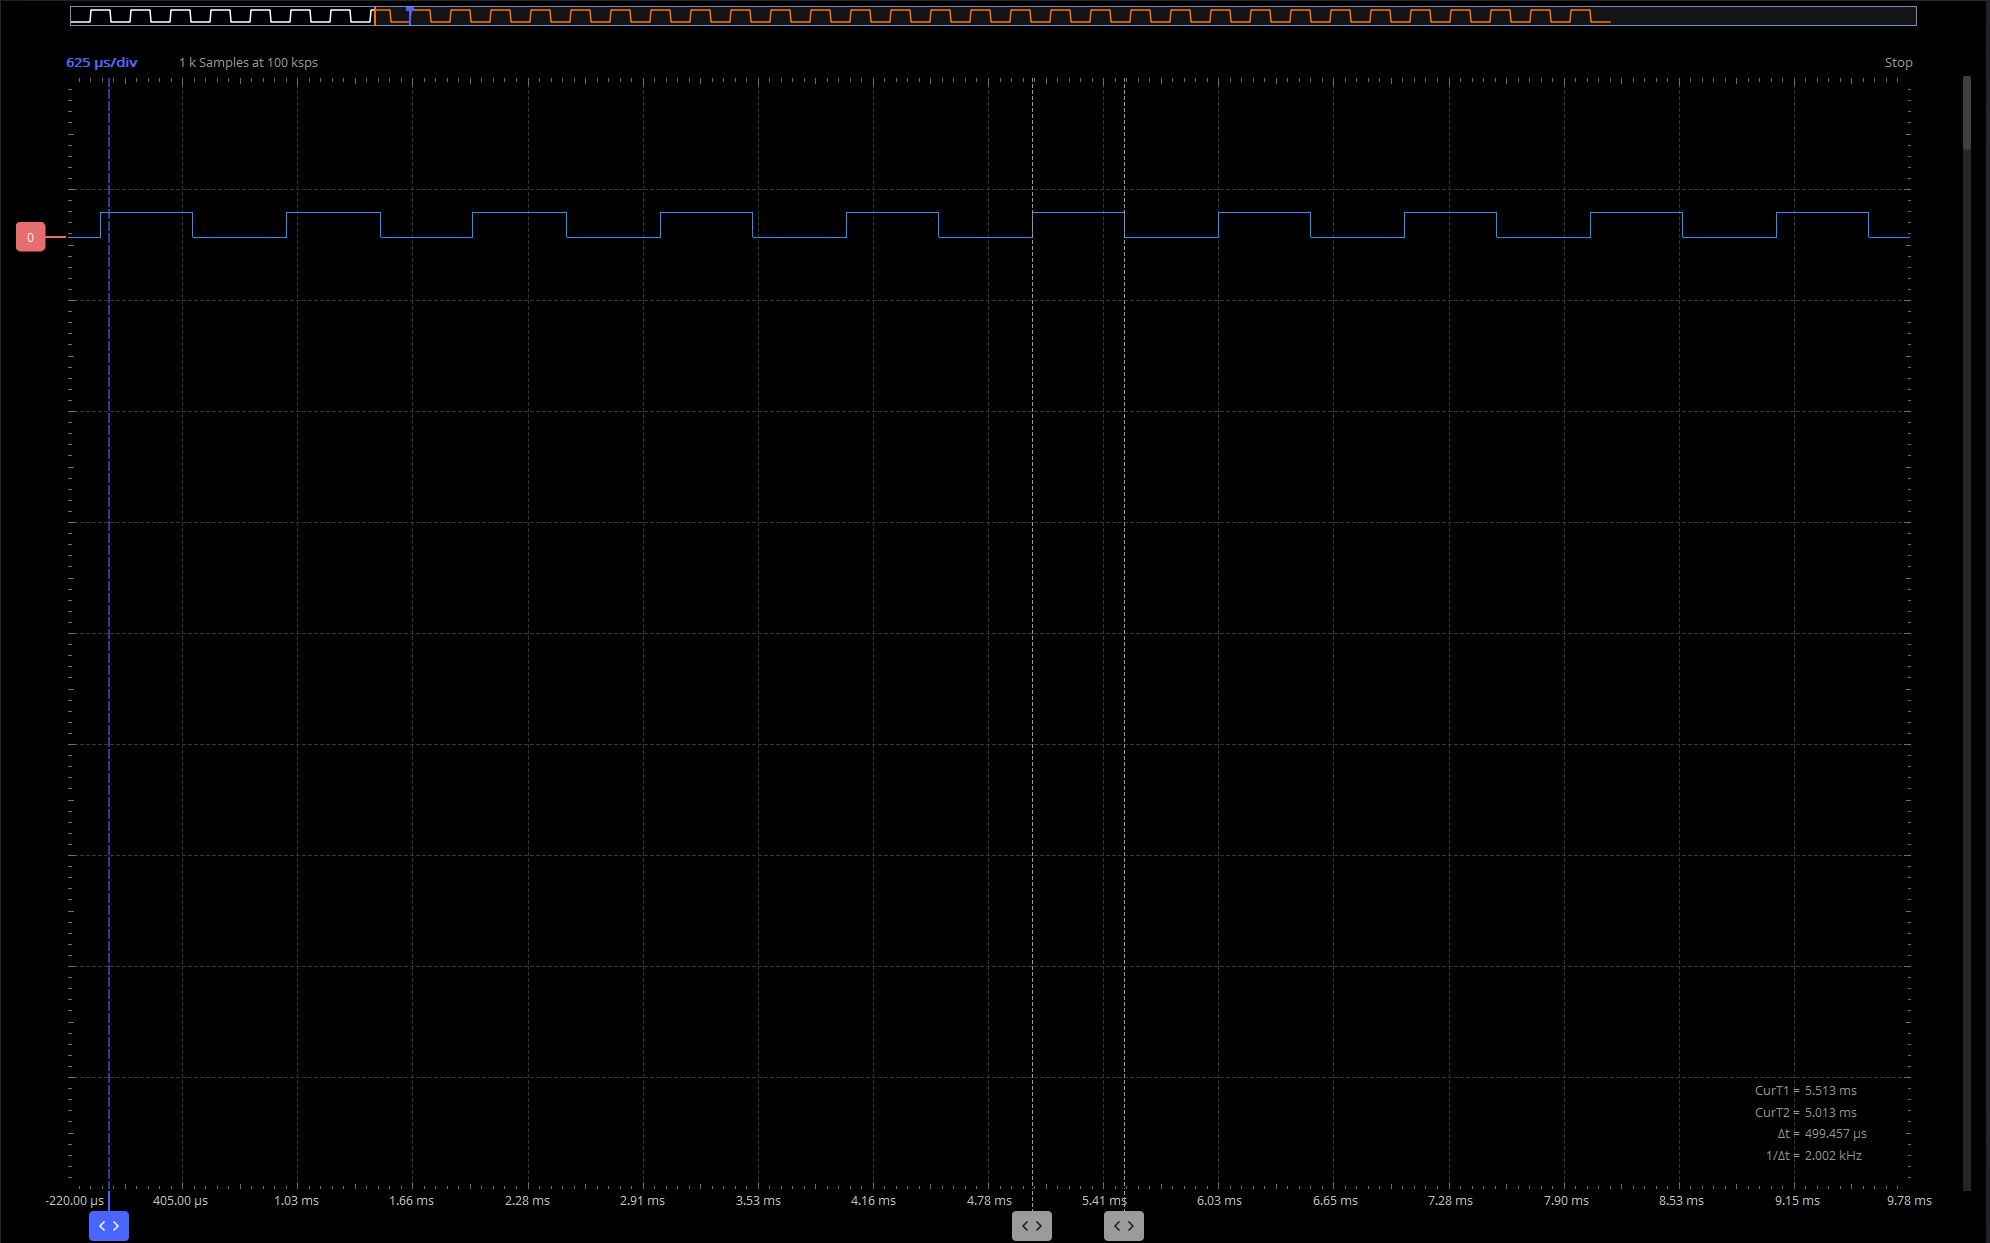 625 µs/div 1 k Samples at 100 ksps Stop
0
CurT1 = 5.513 ms
CurT2 = 5.013 ms
Δt = 499.457 µs
1/Δt = 2.002 kHz
-220.00 µs 405.00 µs 1.03 ms 1.66 ms 2.28 ms 2.91 ms 3.53 ms 4.16 ms 4.78 ms 5.41 ms 6.03 ms 6.65 ms 7.28 ms 7.90 ms 8.53 ms 9.15 ms 9.78 ms